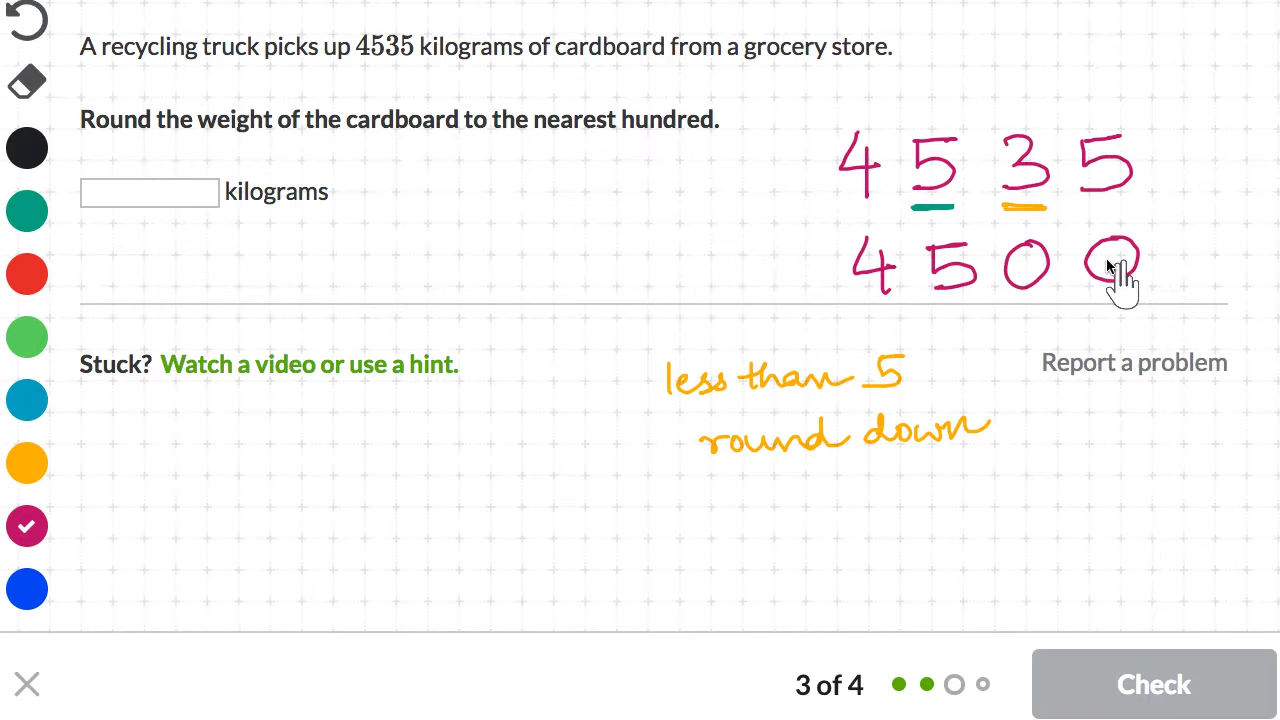 A recycling truck picks up 4535 kilograms of cardboard from a grocery store.
Round the weight of the cardboard to the nearest hundred.
kilograms
4 5 3 5
4 5 0 0
Stuck? Watch a video or use a hint.
Report a problem
less than 5
round down
3 of 4
Check